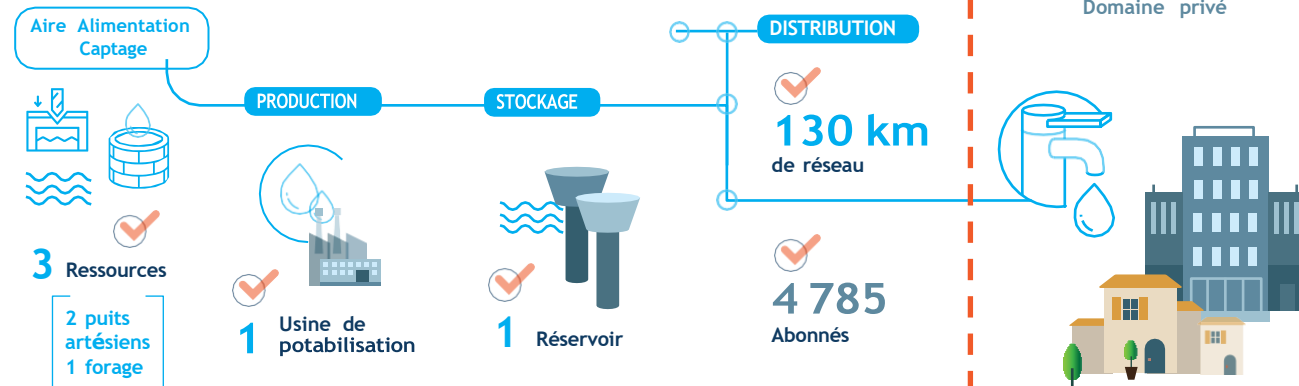 Aire Alimentation
Captage
PRODUCTION
STOCKAGE
DISTRIBUTION
Domaine privé
3 Ressources
2 puits
artésiens
1 forage
1 Usine de
potabilisation
1 Réservoir
130 km
de réseau
4 785
Abonnés